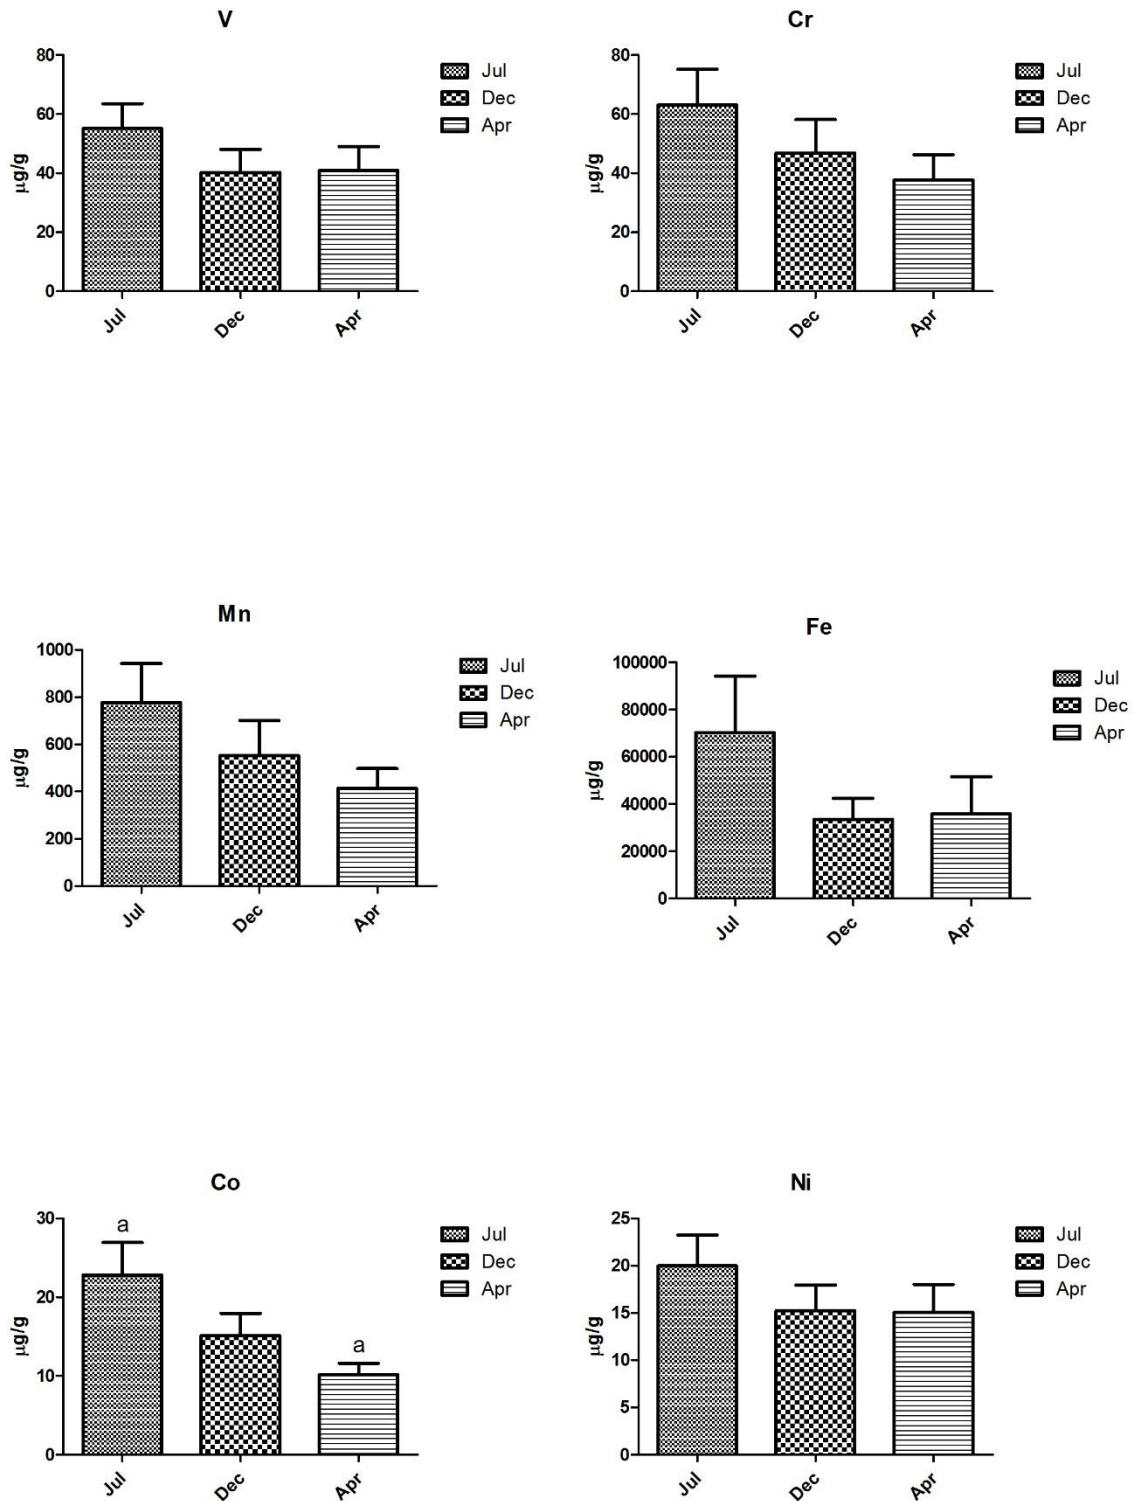 V
80
60
40
20
0
µg/g
Jul
Dec
Apr
Jul
Dec
Apr
Cr
80
60
40
20
0
µg/g
Jul
Dec
Apr
Jul
Dec
Apr
Mn
1000
800
600
400
200
0
µg/g
Jul
Dec
Apr
Jul
Dec
Apr
Fe
100000
80000
60000
40000
20000
0
µg/g
Jul
Dec
Apr
Jul
Dec
Apr
Co
30
20
10
0
µg/g
a
a
Jul
Dec
Apr
Jul
Dec
Apr
Ni
25
20
15
10
5
0
µg/g
Jul
Dec
Apr
Jul
Dec
Apr